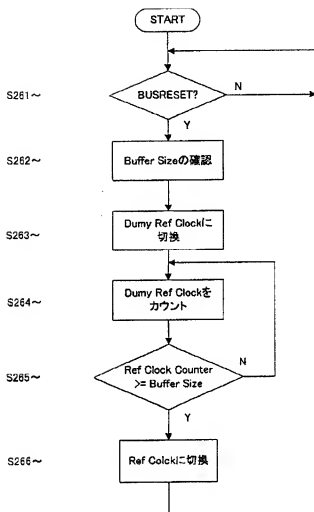 START
S261～
BUSRESET?
N
Y
S262～
Buffer Sizeの確認
S263～
Dumy Ref Clockに
切換
S264～
Dumy Ref Clockを
カウント
S265～
Ref Clock Counter
>= Buffer Size
N
Y
S266～
Ref Colckに切換